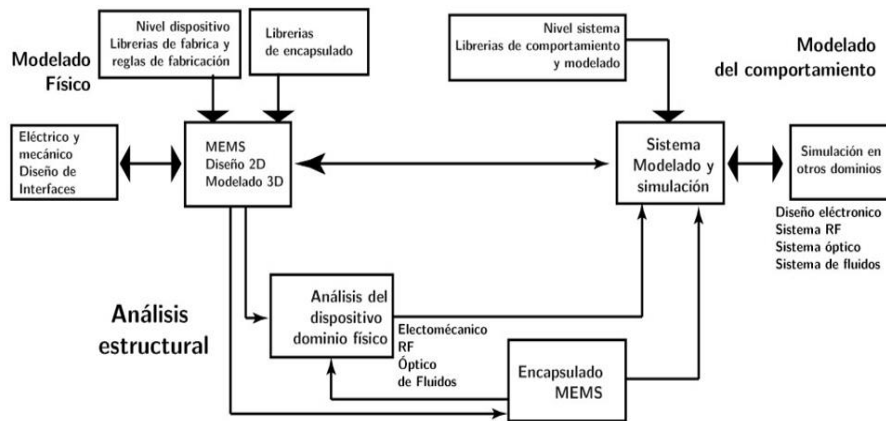 Modelado
Físico
Nivel dispositivo
Librerias de fabrica y
reglas de fabricación
Librerias
de encapsulado
Nivel sistema
Librerias de comportamiento
y modelado
Modelado
del comportamiento
Eléctrico y
mecánico
Diseño de
Interfaces
MEMS
Diseño 2D
Modelado 3D
Sistema
Modelado y
simulación
Simulación en
otros dominios
Diseño eléctronico
Sistema RF
Sistema óptico
Sistema de fluidos
Análisis
estructural
Análisis del
dispositivo
dominio físico
Electomécanico
RF
Óptico
de Fluidos
Encapsulado
MEMS